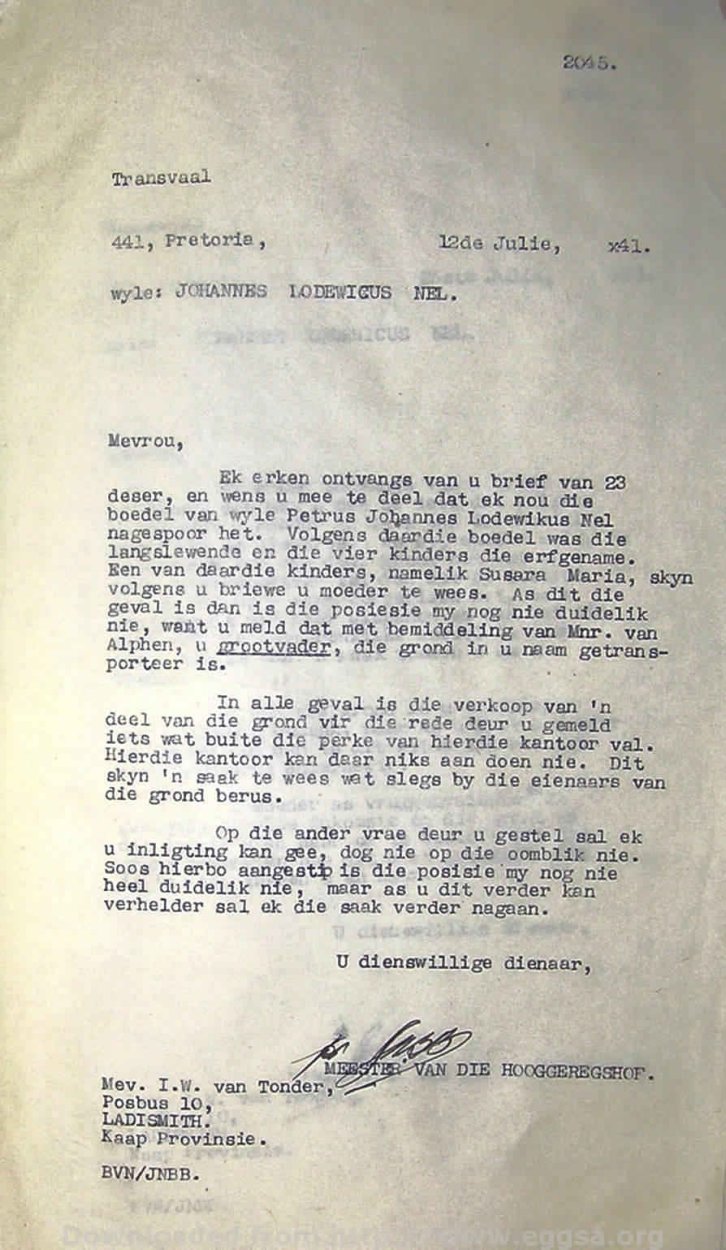 2045.
Transvaal
441, Pretoria, 12de Julie, x41.
wyle: JOHANNES LODEWICUS NEL.
Mevrou,
Ek erken ontvangs van u brief van 23
deser, en wens u mee te deel dat ek nou die
boedel van wyle Petrus Johannes Lodewikus Nel
nagespoor het. Volgens daardie boedel was die
langslewende en die vier kinders die erfgename.
Een van daardie kinders, namelik Susara Maria, skyn
volgens u briewe u moeder te wees. As dit die
geval is dan is die posiesie my nog nie duidelik
nie, want u meld dat met bemiddeling van Mnr. van
Alphen, u grootvader, die grond in u naam getrans-
porteer is.
In alle geval is die verkoop van 'n
deel van die grond vir die rede deur u gemeld
iets wat buite die perke van hierdie kantoor val.
Hierdie kantoor kan daar niks aan doen nie. Dit
skyn 'n saak te wees wat slegs by die eienaars van
die grond berus.
Op die ander vrae deur u gestel sal ek
u inligting kan gee, dog nie op die oomblik nie.
Soos hierbo aangestip is die posisie my nog nie
heel duidelik nie, maar as u dit verder kan
verhelder sal ek die saak verder nagaan.
U dienswillige dienaar,
MEESTER VAN DIE HOOGGEREGSHOF.
Mev. I.W. van Tonder,
Posbus 10,
LADISMITH.
Kaap Provinsie.
BVN/JNBB.
Downloaded from www.eggsa.org